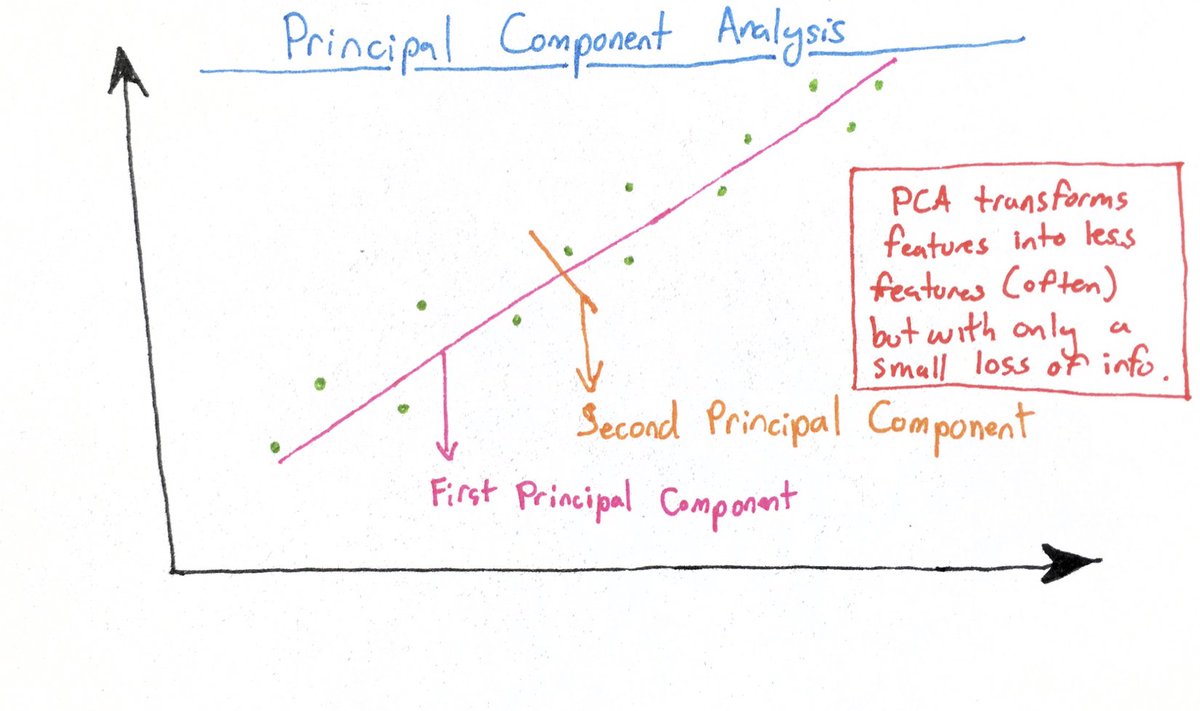 Principal Component Analysis
PCA transforms
features into less
features (often)
but with only a
small loss of info.
Second Principal Component
First Principal Component